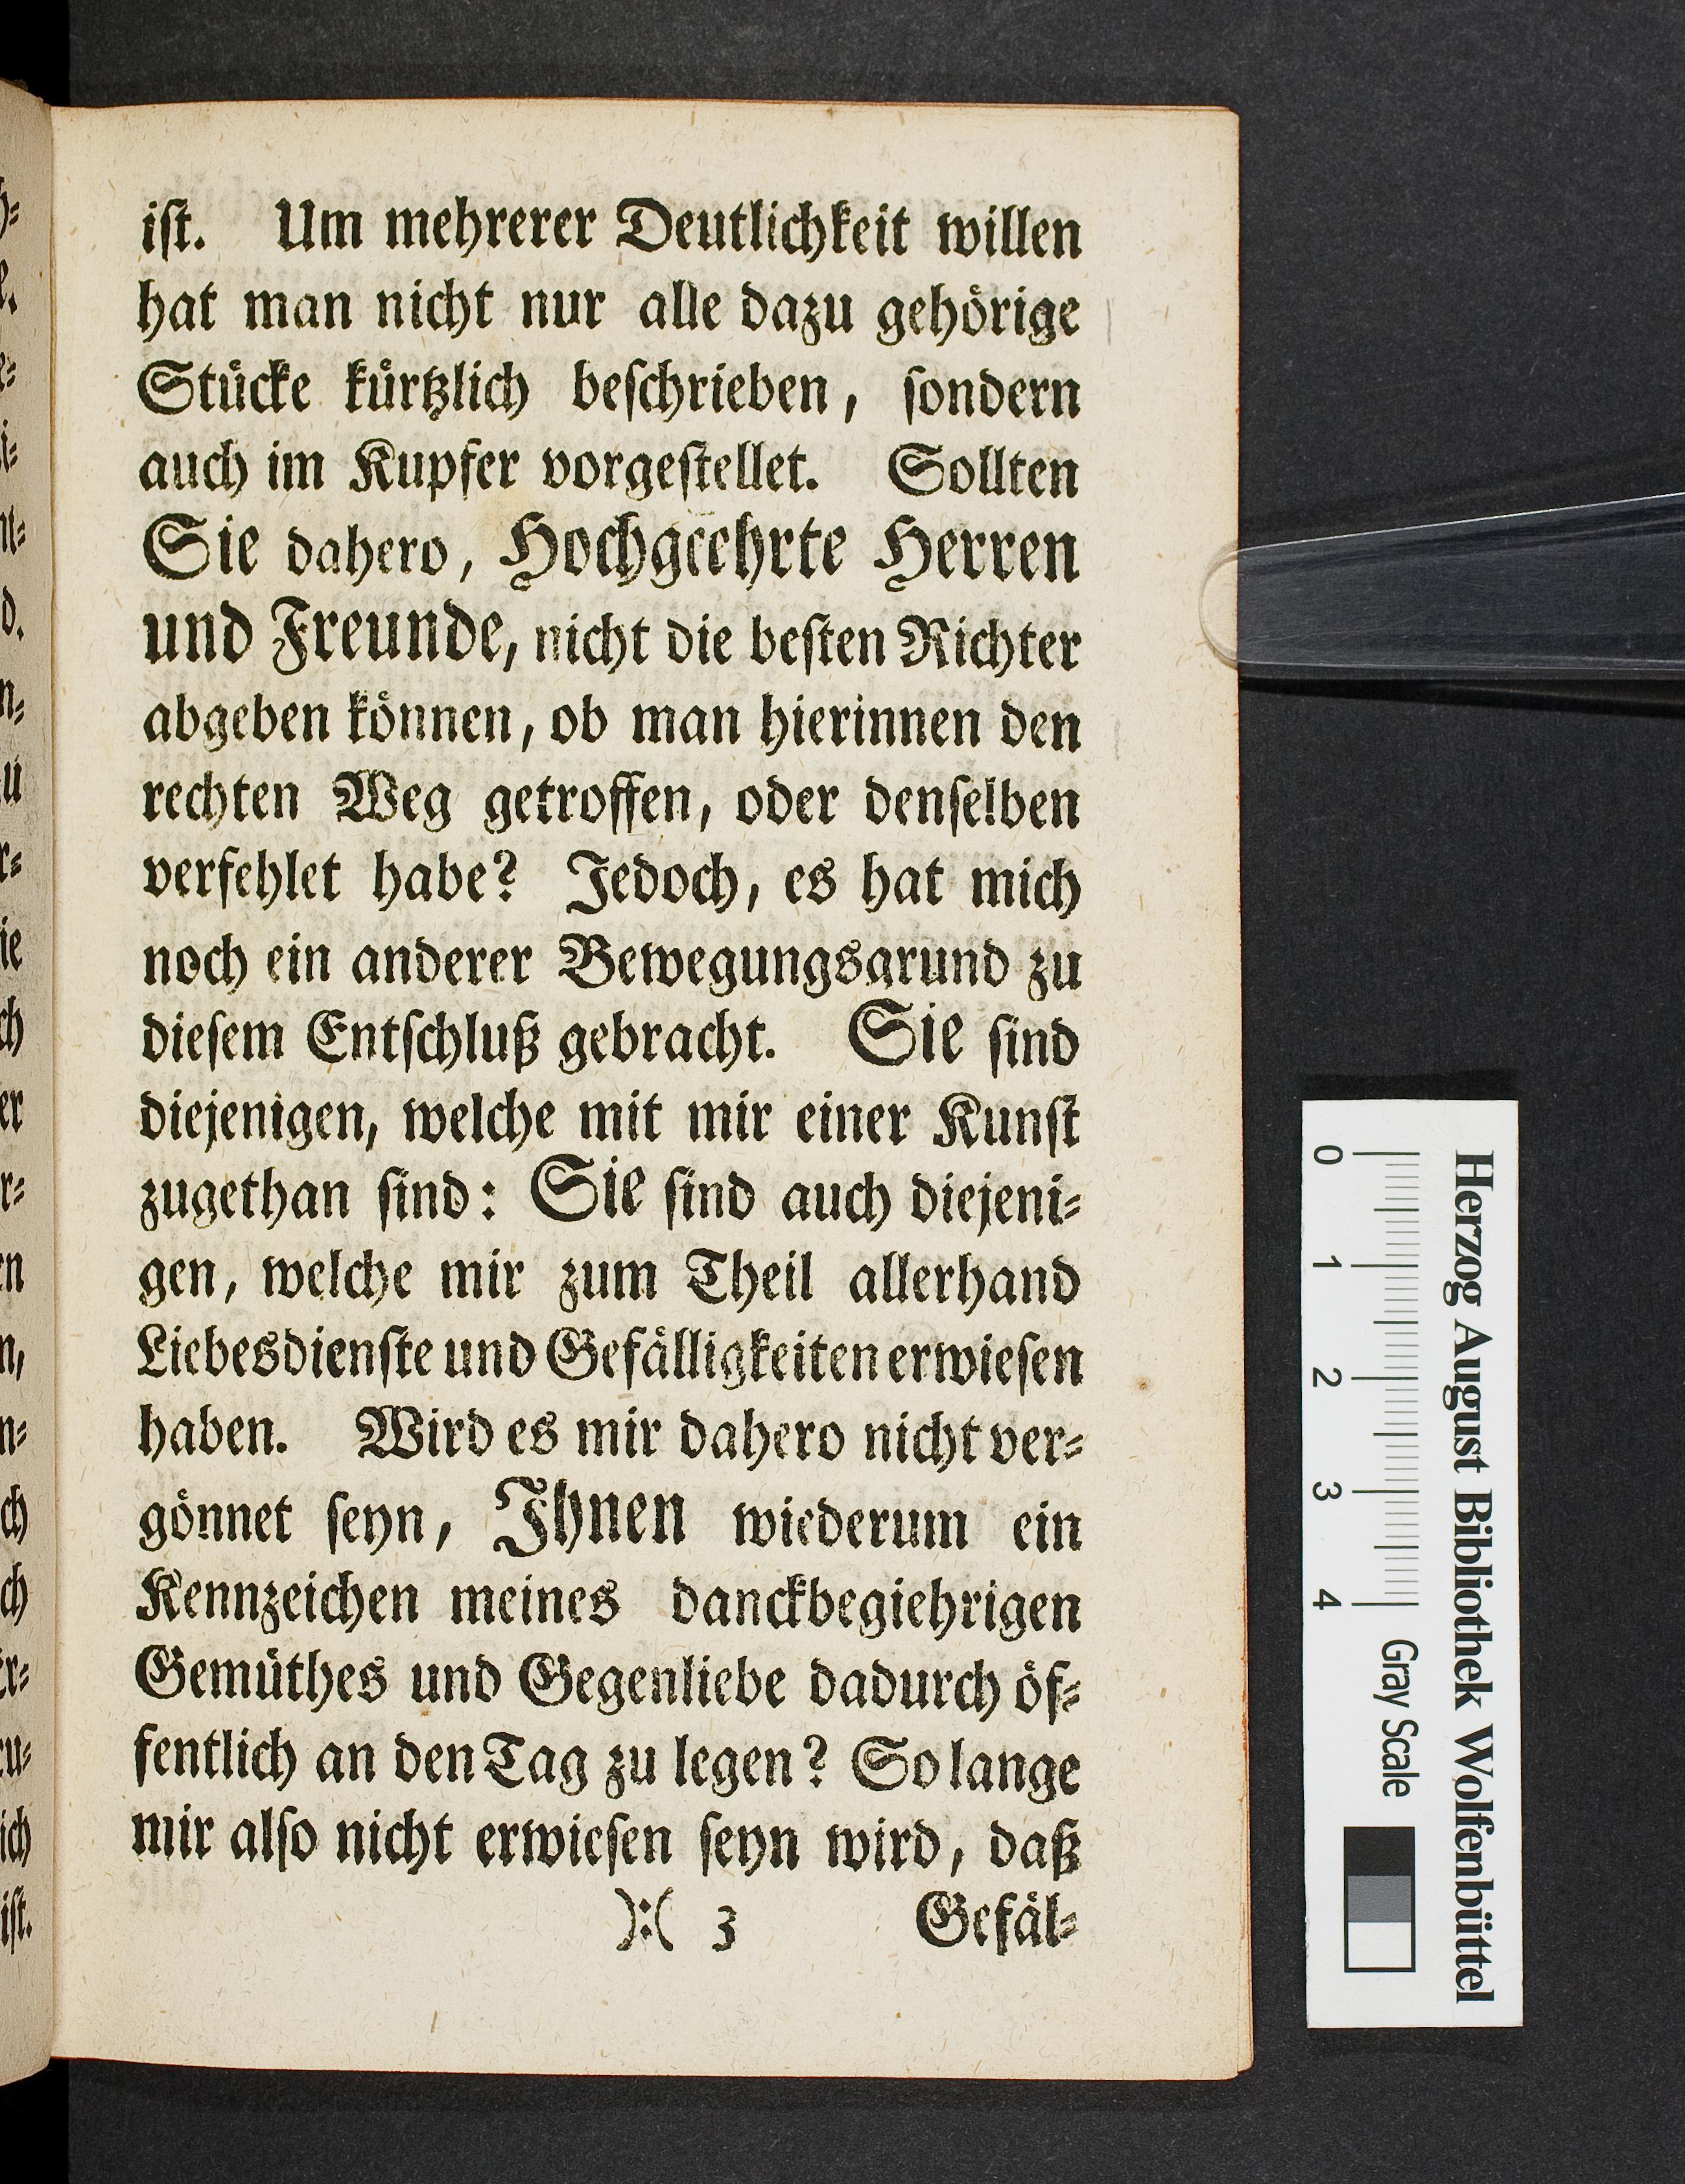 ist. Um mehrerer Deutlichkeit willen
hat man nicht nur alle dazu gehörige
Stücke kürtzlich beschrieben, sondern
auch im Kupfer vorgestellet. Sollten
Sie dahero, Hochgeehrte Herren
und Freunde, nicht die besten Richter
abgeben können, ob man hierinnen den
rechten Weg getroffen, oder denselben
verfehlet habe? Jedoch, es hat mich
noch ein anderer Bewegungsgrund zu
diesem Entschluß gebracht. Sie sind
diejenigen, welche mit mir einer Kunst
zugethan sind: Sie sind auch diejeni-
gen, welche mir zum Theil allerhand
Liebesdienste und Gefälligkeiten erwiesen
haben. Wird es mir dahero nicht ver-
gönnet seyn, Ihnen wiederum ein
Kennzeichen meines danckbegiehrigen
Gemüthes und Gegenliebe dadurch öf-
fentlich an den Tag zu legen? So lange
mir also nicht erwiesen seyn wird, daß
):( 3 Gefäl-
Herzog August Bibliothek Wolfenbüttel
0 1 2 3 4 Gray Scale